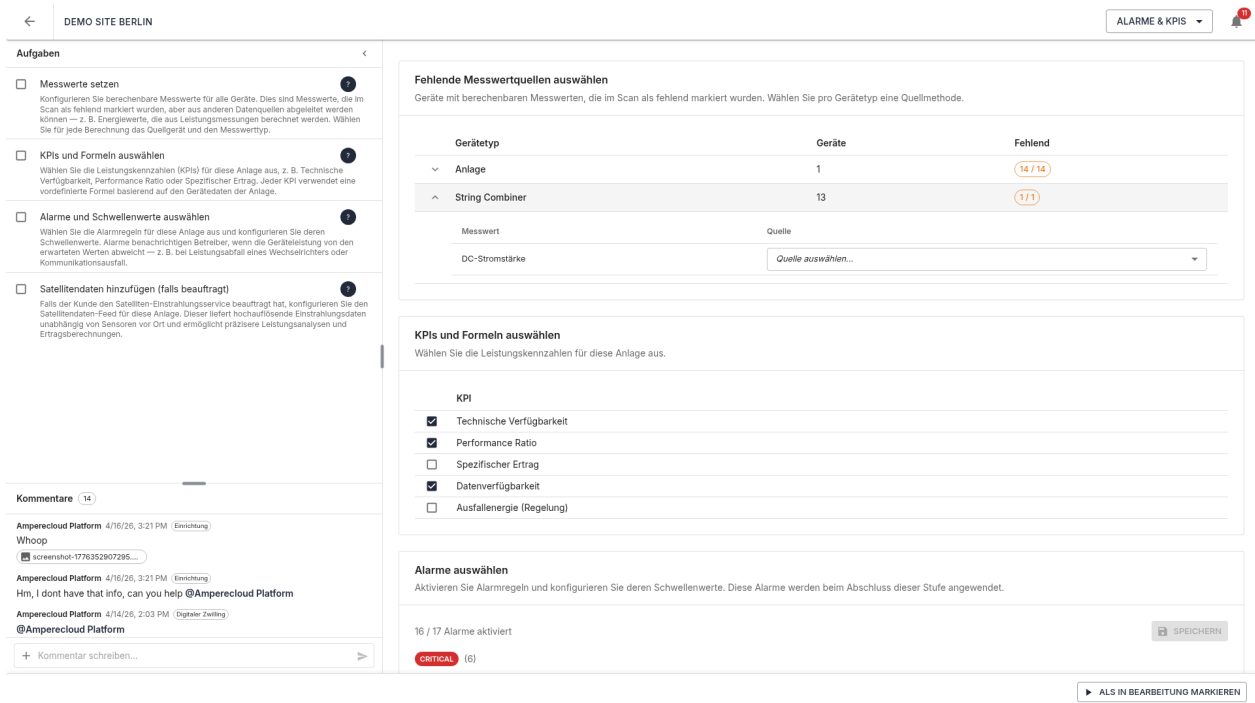 DEMO SITE BERLIN
ALARME & KPIS
11
Aufgaben
Messwerte setzen
?
Konfigurieren Sie berechenbare Messwerte für alle Geräte. Dies sind Messwerte, die im
Scan als fehlend markiert wurden, aber aus anderen Datenquellen abgeleitet werden
können — z. B. Energiewerte, die aus Leistungsmessungen berechnet werden. Wählen
Sie für jede Berechnung das Quellgerät und den Messwerttyp.
KPIs und Formeln auswählen
?
Wählen Sie die Leistungskennzahlen (KPIs) für diese Anlage aus, z. B. Technische
Verfügbarkeit, Performance Ratio oder Spezifischer Ertrag. Jeder KPI verwendet eine
vordefinierte Formel basierend auf den Gerätedaten der Anlage.
Alarme und Schwellenwerte auswählen
?
Wählen Sie die Alarmregeln für diese Anlage aus und konfigurieren Sie deren
Schwellenwerte. Alarme benachrichtigen Betreiber, wenn die Geräteleistung von den
erwarteten Werten abweicht — z. B. bei Leistungsabfall eines Wechselrichters oder
Kommunikationsausfall.
Satellitendaten hinzufügen (falls beauftragt)
?
Falls der Kunde den Satelliten-Einstrahlungsservice beauftragt hat, konfigurieren Sie den
Satellitendaten-Feed für diese Anlage. Dieser liefert hochauflösende Einstrahlungsdaten
unabhängig von Sensoren vor Ort und ermöglicht präzisere Leistungsanalysen und
Ertragsberechnungen.
Kommentare 14
Amperecloud Platform 4/16/26, 3:21 PM Einrichtung
Whoop
screenshot-1776352907295....
Amperecloud Platform 4/16/26, 3:21 PM Einrichtung
Hm, I dont have that info, can you help @Amperecloud Platform
Amperecloud Platform 4/14/26, 2:03 PM Digitaler Zwilling
@Amperecloud Platform
Kommentar schreiben...
Fehlende Messwertquellen auswählen
Geräte mit berechenbaren Messwerten, die im Scan als fehlend markiert wurden. Wählen Sie pro Gerätetyp eine Quellmethode.
Gerätetyp Geräte Fehlend
Anlage 1 14 / 14
String Combiner 13 1 / 1
Messwert Quelle
DC-Stromstärke Quelle auswählen...
KPIs und Formeln auswählen
Wählen Sie die Leistungskennzahlen für diese Anlage aus.
KPI
Technische Verfügbarkeit
Performance Ratio
Spezifischer Ertrag
Datenverfügbarkeit
Ausfallenergie (Regelung)
Alarme auswählen
Aktivieren Sie Alarmregeln und konfigurieren Sie deren Schwellenwerte. Diese Alarme werden beim Abschluss dieser Stufe angewendet.
16 / 17 Alarme aktiviert
SPEICHERN
CRITICAL (6)
ALS IN BEARBEITUNG MARKIEREN